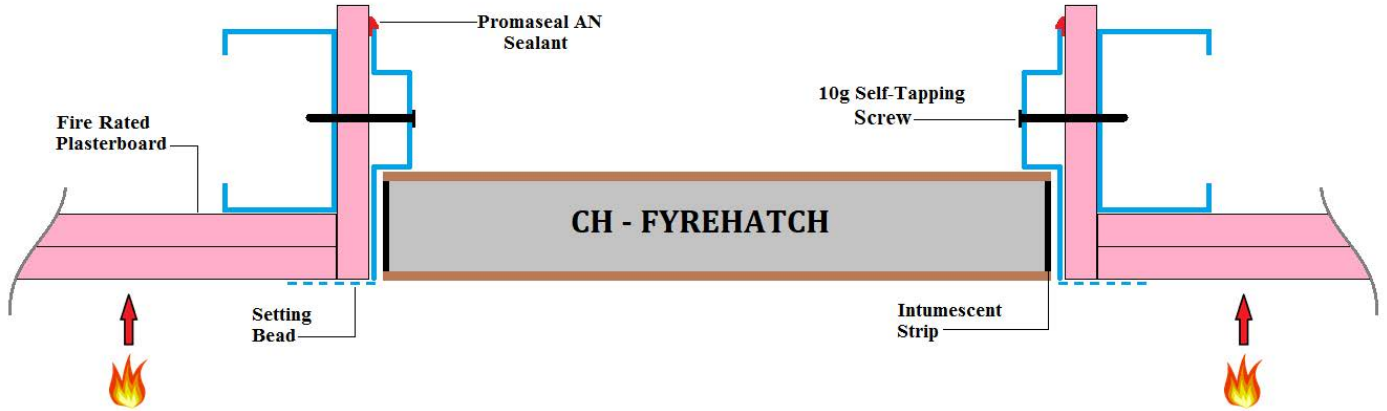 Promaseal AN
Sealant
10g Self-Tapping
Screw
Fire Rated
Plasterboard
CH - FYREHATCH
Setting
Bead
Intumescent
Strip